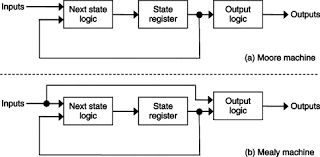 Inputs
Next state
logic
State
register
Output
logic
Outputs
(a) Moore machine
Inputs
Next state
logic
State
register
Output
logic
Outputs
(b) Mealy machine